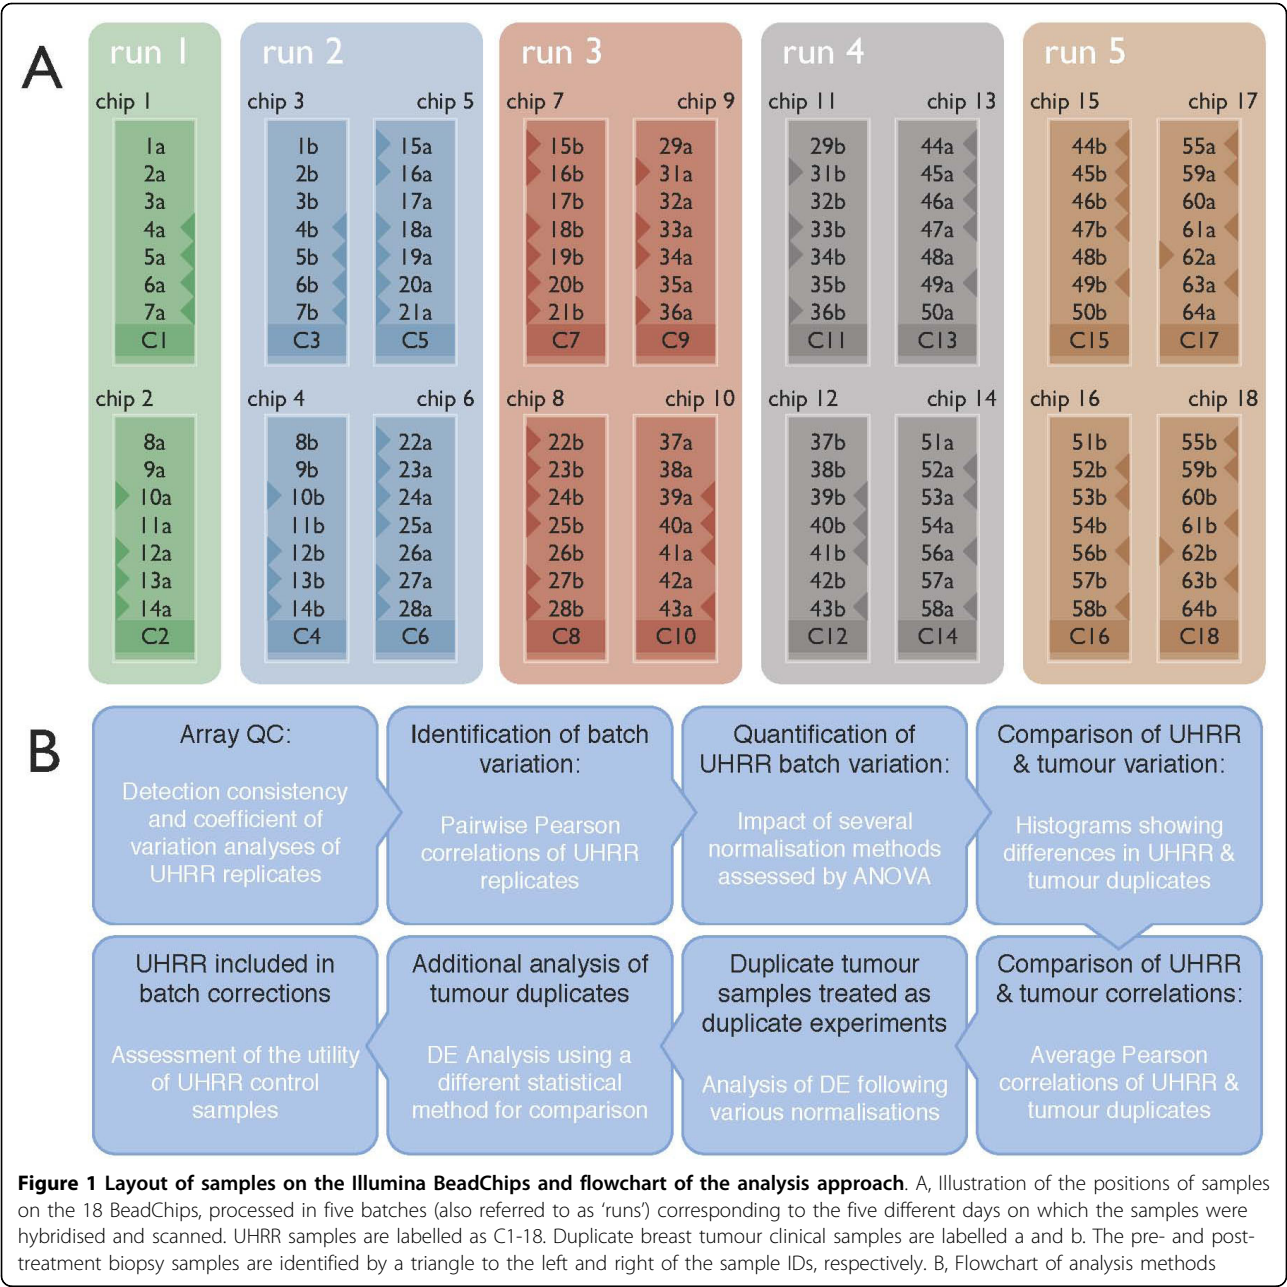 A
run 1
run 2
run 3
run 4
run 5
chip 1
chip 3
chip 5
chip 7
chip 9
chip 11
chip 13
chip 15
chip 17
1a 1b 15a 15b 29a 29b 44a 44b 55a
2a 2b 16a 16b 31a 31b 45a 45b 59a
3a 3b 17a 17b 32a 32b 46a 46b 60a
4a 4b 18a 18b 33a 33b 47a 47b 61a
5a 5b 19a 19b 34a 34b 48a 48b 62a
6a 6b 20a 20b 35a 35b 49a 49b 63a
7a 7b 21a 21b 36a 36b 50a 50b 64a
C1 C3 C5 C7 C9 C11 C13 C15 C17
chip 2
chip 4
chip 6
chip 8
chip 10
chip 12
chip 14
chip 16
chip 18
8a 8b 22a 22b 37a 37b 51a 51b 55b
9a 9b 23a 23b 38a 38b 52a 52b 59b
10a 10b 24a 24b 39a 39b 53a 53b 60b
11a 11b 25a 25b 40a 40b 54a 54b 61b
12a 12b 26a 26b 41a 41b 56a 56b 62b
13a 13b 27a 27b 42a 42b 57a 57b 63b
14a 14b 28a 28b 43a 43b 58a 58b 64b
C2 C4 C6 C8 C10 C12 C14 C16 C18
B
Array QC:
Detection consistency
and coefficient of
variation analyses of
UHRR replicates
Identification of batch
variation:
Pairwise Pearson
correlations of UHRR
replicates
Quantification of
UHRR batch variation:
Impact of several
normalisation methods
assessed by ANOVA
Comparison of UHRR
& tumour variation:
Histograms showing
differences in UHRR &
tumour duplicates
UHRR included in
batch corrections
Assessment of the utility
of UHRR control
samples
Additional analysis of
tumour duplicates
DE Analysis using a
different statistical
method for comparison
Duplicate tumour
samples treated as
duplicate experiments
Analysis of DE following
various normalisations
Comparison of UHRR
& tumour correlations:
Average Pearson
correlations of UHRR &
tumour duplicates
Figure 1 Layout of samples on the Illumina BeadChips and flowchart of the analysis approach. A, Illustration of the positions of samples
on the 18 BeadChips, processed in five batches (also referred to as ‘runs’) corresponding to the five different days on which the samples were
hybridised and scanned. UHRR samples are labelled as C1-18. Duplicate breast tumour clinical samples are labelled a and b. The pre- and post-
treatment biopsy samples are identified by a triangle to the left and right of the sample IDs, respectively. B, Flowchart of analysis methods